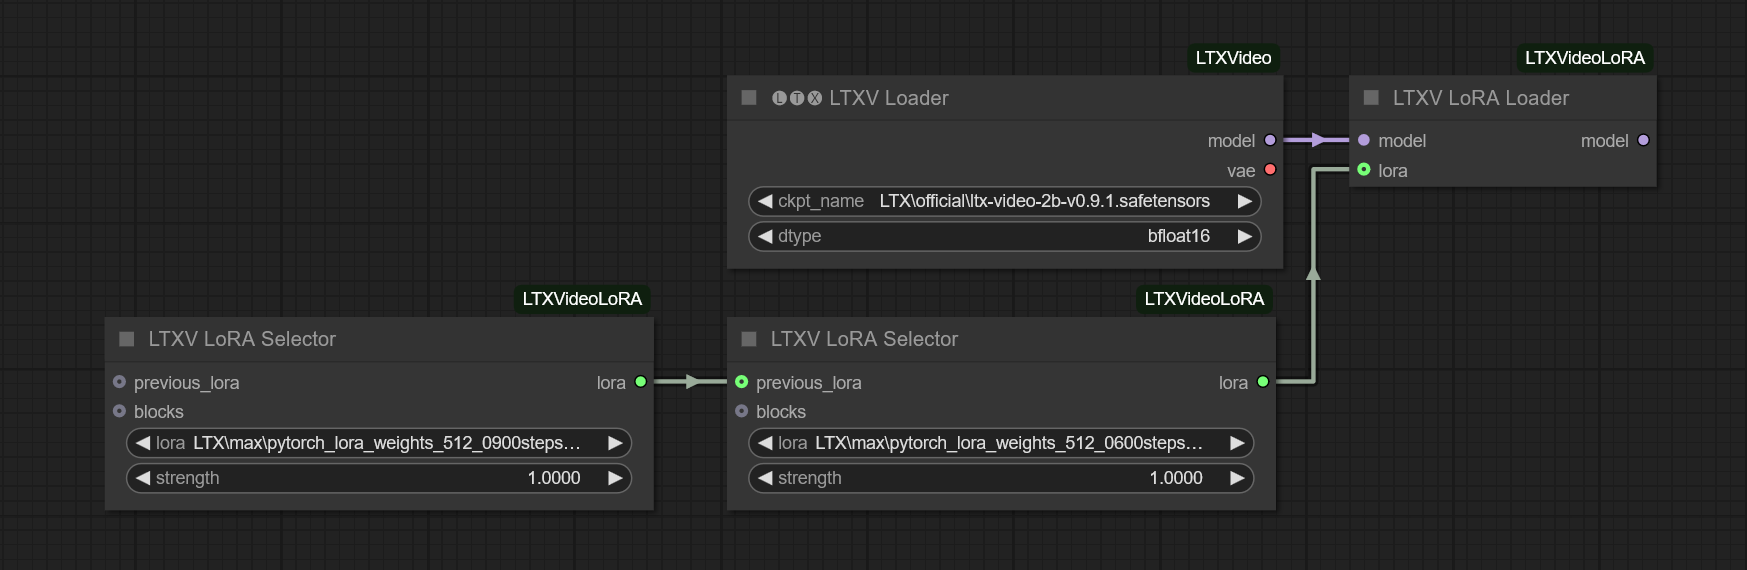 LTXVideo
🅛🅣🅧 LTXV Loader
model
vae
ckpt_name LTX\official\ltx-video-2b-v0.9.1.safetensors
dtype bfloat16
LTXVideoLoRA
LTXV LoRA Loader
model model
lora
LTXVideoLoRA
LTXV LoRA Selector
previous_lora lora
blocks
lora LTX\max\pytorch_lora_weights_512_0900steps...
strength 1.0000
LTXVideoLoRA
LTXV LoRA Selector
previous_lora lora
blocks
lora LTX\max\pytorch_lora_weights_512_0600steps...
strength 1.0000